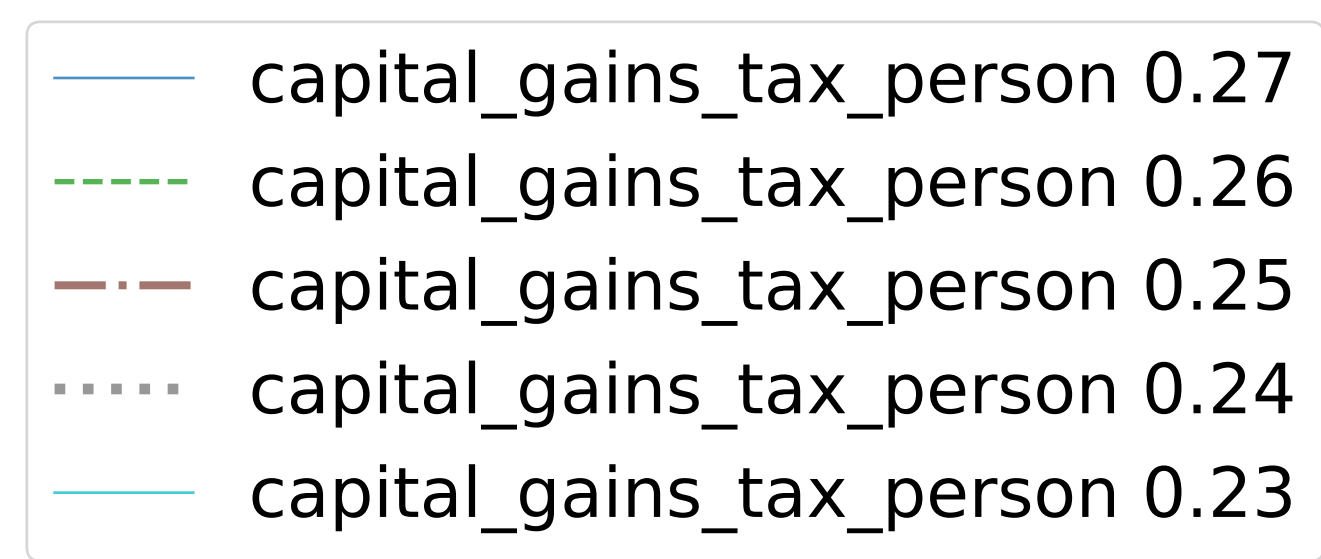 capital_gains_tax_person 0.27
capital_gains_tax_person 0.26
capital_gains_tax_person 0.25
capital_gains_tax_person 0.24
capital_gains_tax_person 0.23